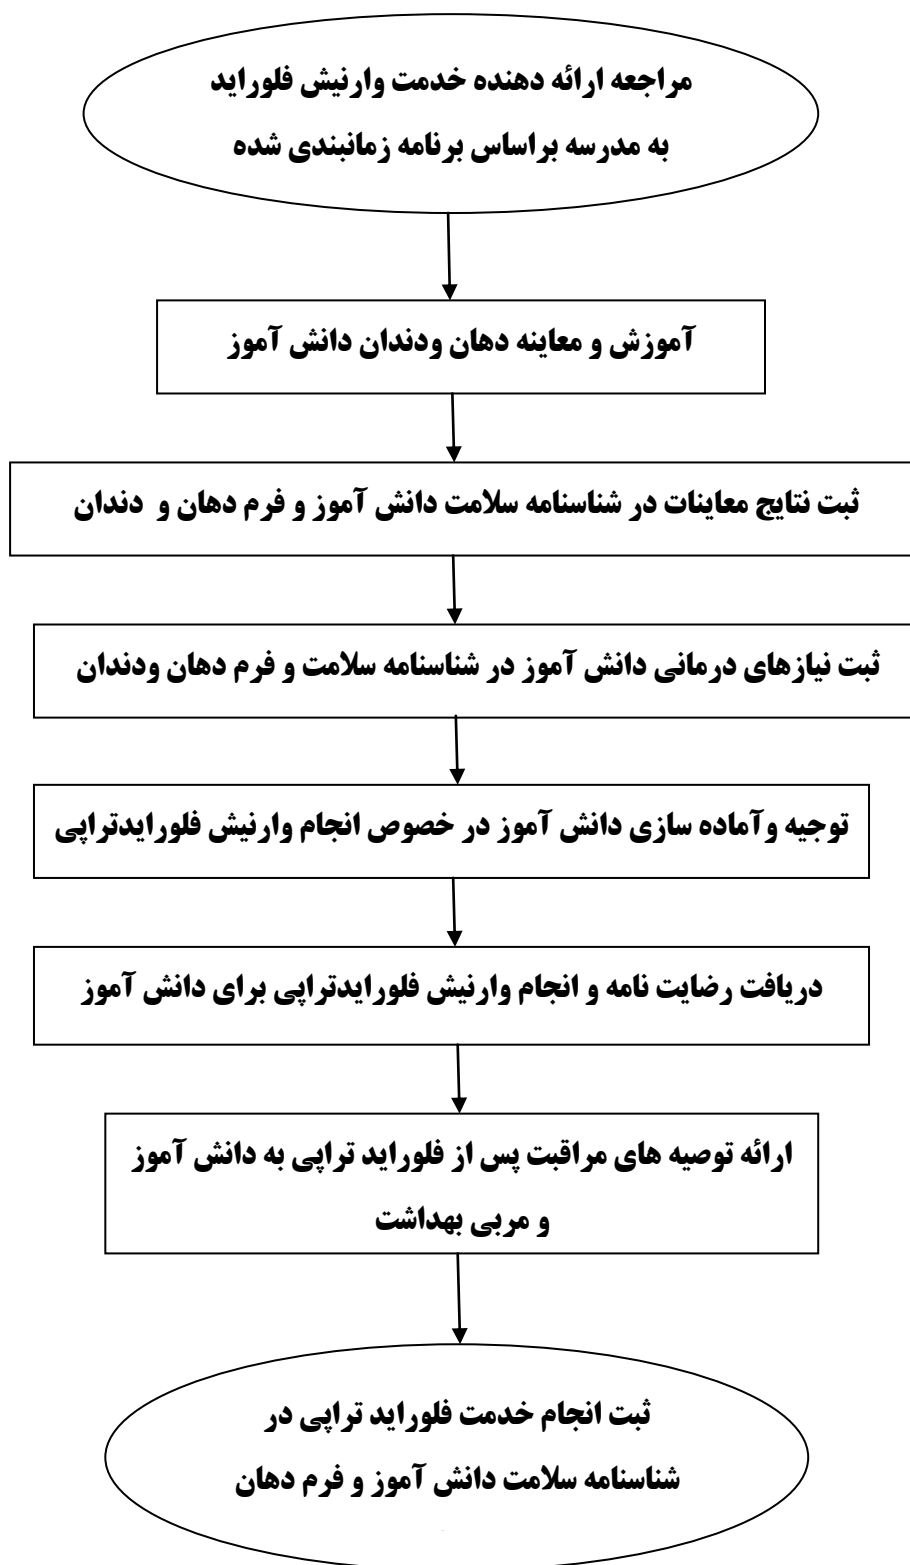 مراجعه ارائه دهنده خدمت وارنیش فلوراید
به مدرسه براساس برنامه زمانبندی شده
آموزش و معاینه دهان ودندان دانش آموز
ثبت نتایج معاینات در شناسنامه سلامت دانش آموز و فرم دهان و دندان
ثبت نیازهای درمانی دانش آموز در شناسنامه سلامت و فرم دهان ودندان
توجیه وآماده سازی دانش آموز در خصوص انجام وارنیش فلورایدتراپی
دریافت رضایت نامه و انجام وارنیش فلورایدتراپی برای دانش آموز
ارائه توصیه های مراقبت پس از فلوراید تراپی به دانش آموز
و مربی بهداشت
ثبت انجام خدمت فلوراید تراپی در
شناسنامه سلامت دانش آموز و فرم دهان